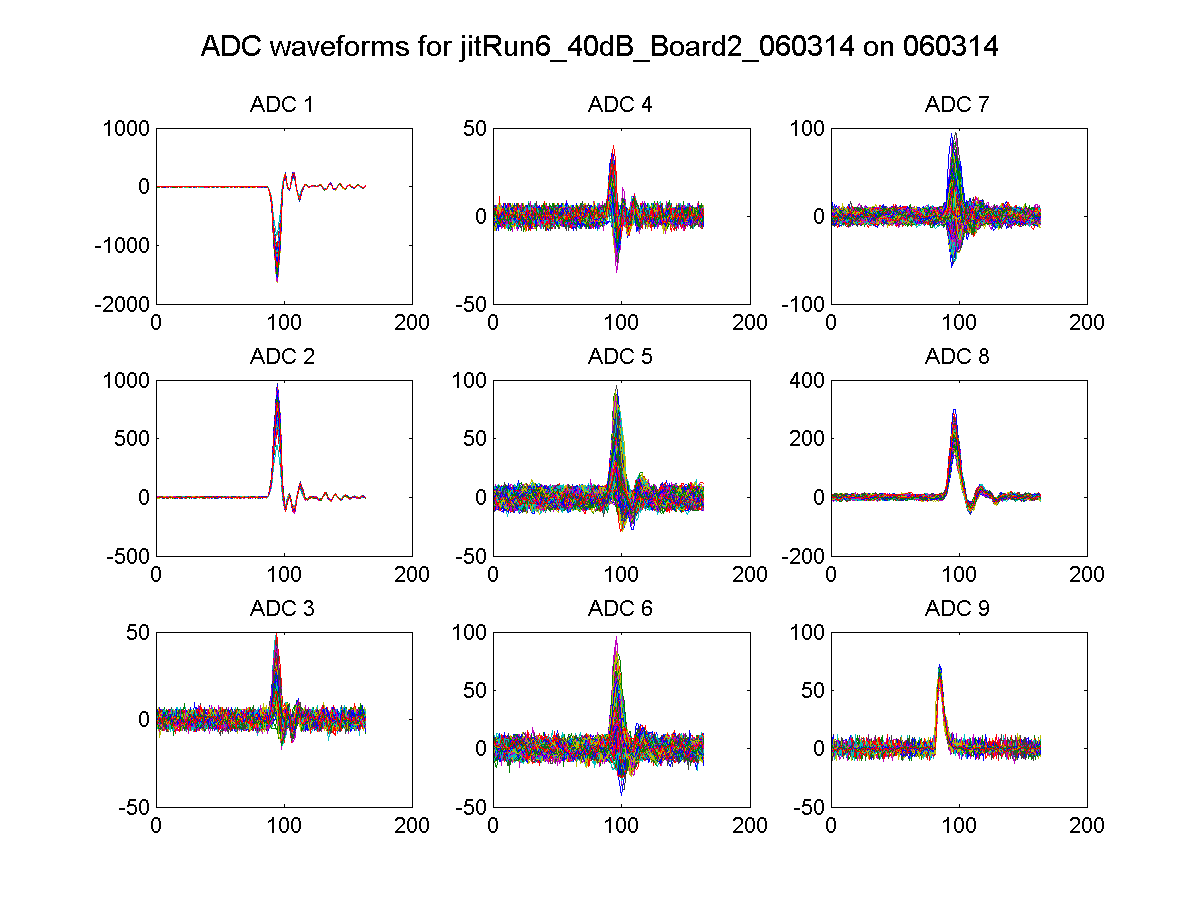 ADC waveforms for jitRun6_40dB_Board2_060314 on 060314
ADC 1
1000
0
-1000
-2000
0 100 200
ADC 4
50
0
-50
0 100 200
ADC 7
100
0
-100
0 100 200
ADC 2
1000
500
0
-500
0 100 200
ADC 5
100
50
0
-50
0 100 200
ADC 8
400
200
0
-200
0 100 200
ADC 3
50
0
-50
0 100 200
ADC 6
100
50
0
-50
0 100 200
ADC 9
100
50
0
-50
0 100 200